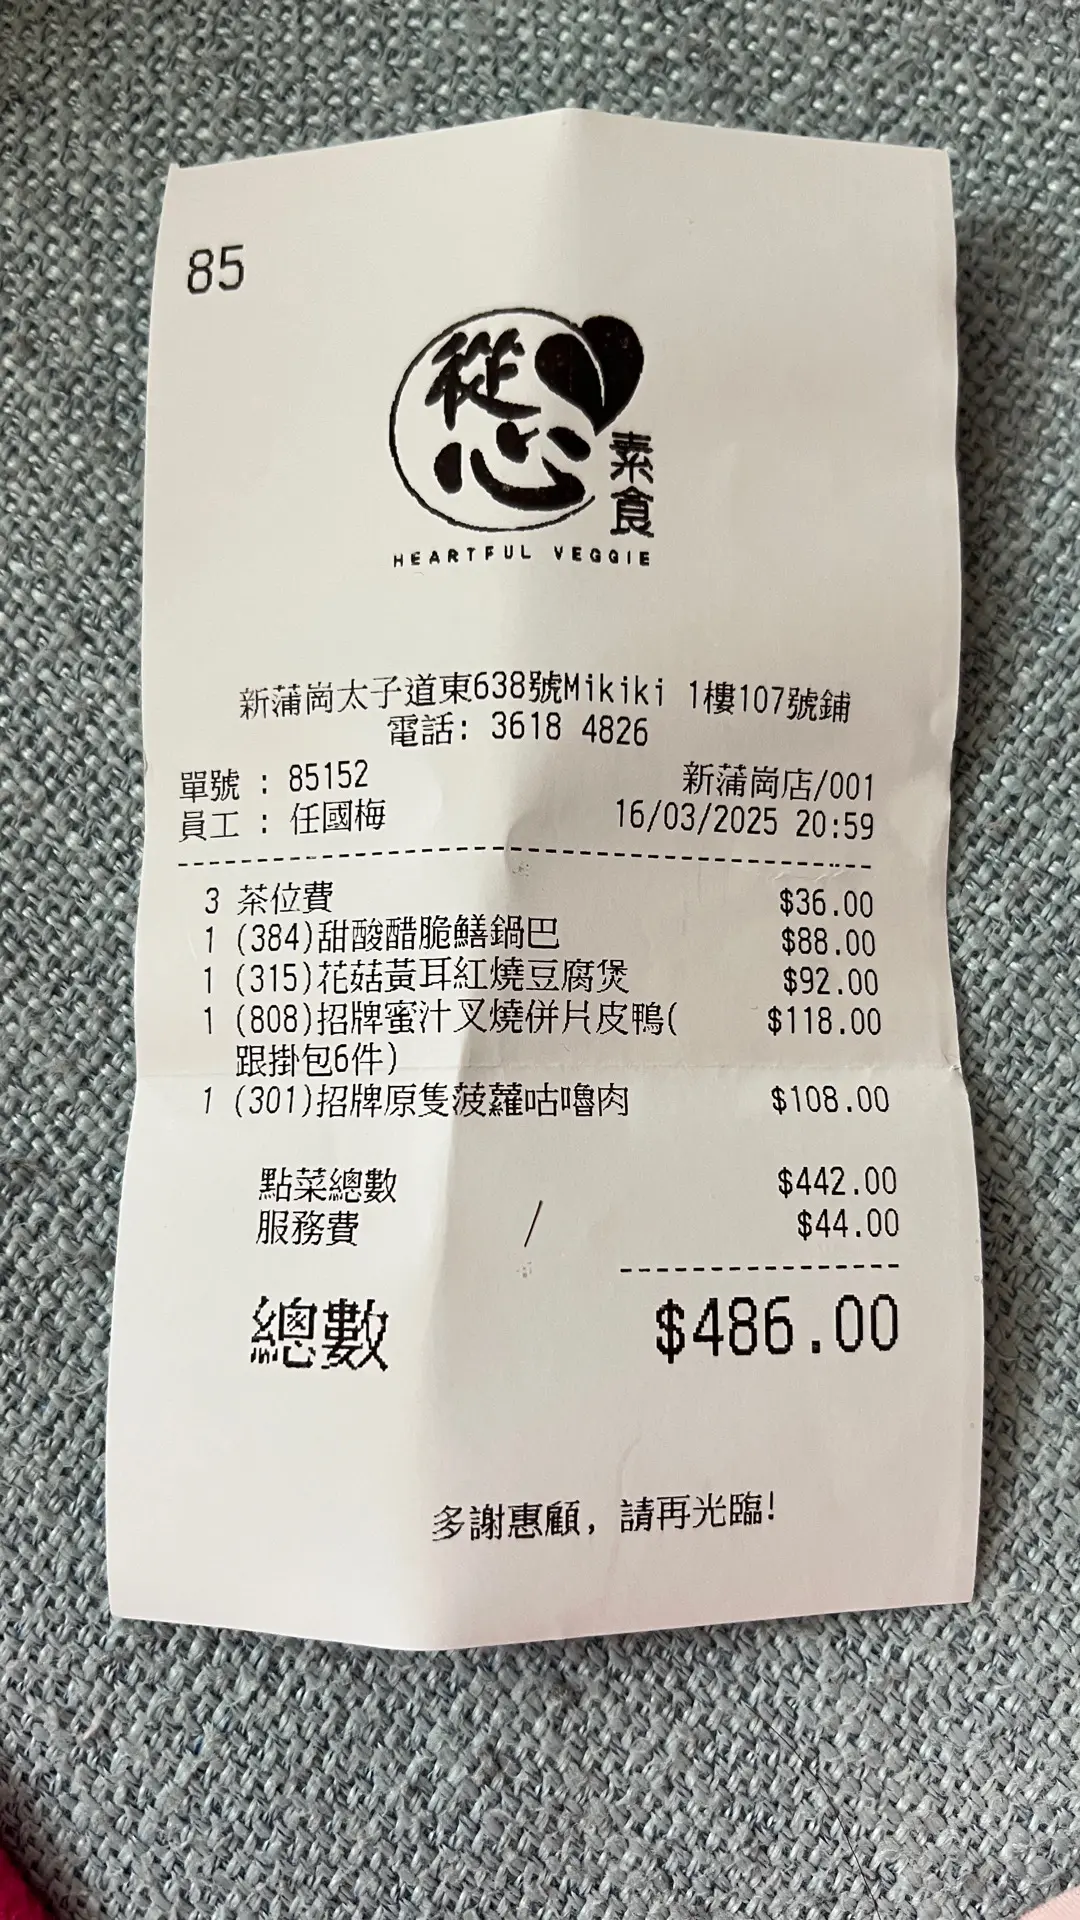 85
從心
素食
HEARTFUL VEGGIE
新蒲崗太子道東638號Mikiki 1樓107號鋪
電話: 3618 4826
單號 : 85152 新蒲崗店/001
員工 : 任國梅 16/03/2025 20:59
3 茶位費 $36.00
1 (384)甜酸醋脆鱔鍋巴 $88.00
1 (315)花菇黃耳紅燒豆腐煲 $92.00
1 (808)招牌蜜汁叉燒併片皮鴨( $118.00
跟掛包6件)
1 (301)招牌原隻菠蘿咕嚕肉 $108.00
點菜總數 $442.00
服務費 $44.00
總數 $486.00
多謝惠顧, 請再光臨!